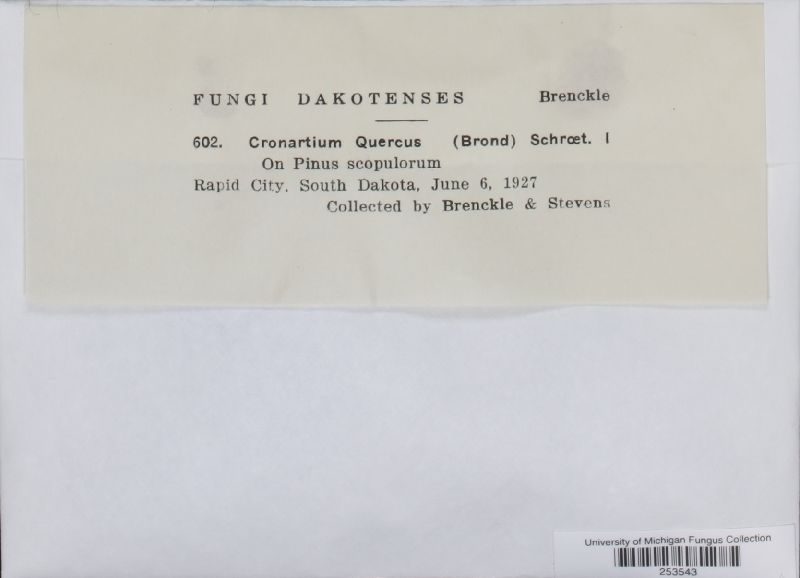 FUNGI DAKOTENSES Brenckle
602. Cronartium Quercus (Brond) Schrœt. I
On Pinus scopulorum
Rapid City, South Dakota, June 6, 1927
Collected by Brenckle & Stevens
University of Michigan Fungus Collection
253543